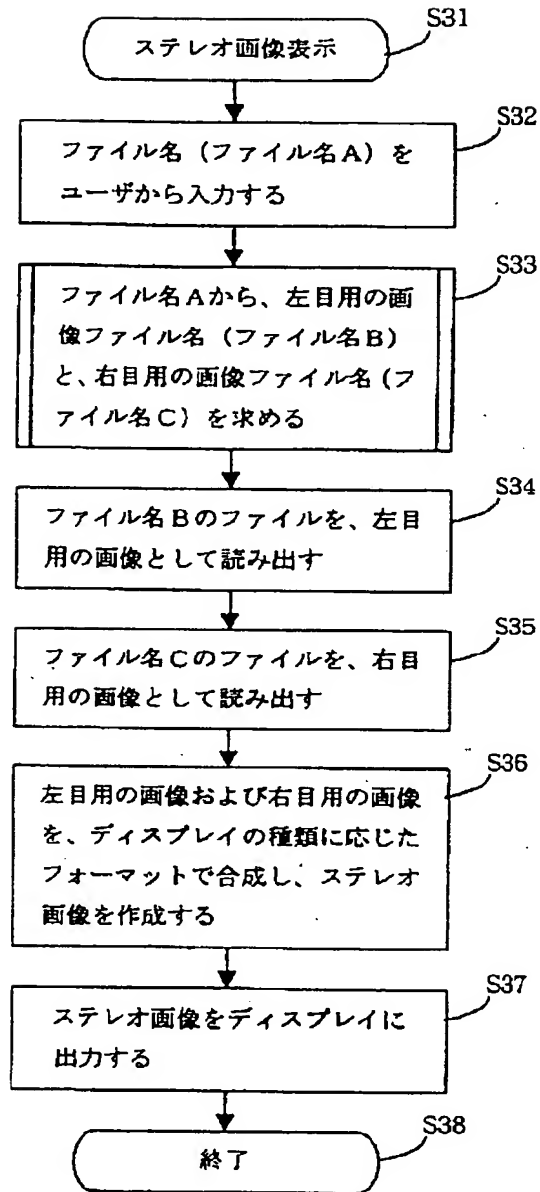 S31
ステレオ画像表示
S32
ファイル名（ファイル名A）を
ユーザから入力する
S33
ファイル名Aから、左目用の画
像ファイル名（ファイル名B）
と、右目用の画像ファイル名（フ
ァイル名C）を求める
S34
ファイル名Bのファイルを、左目
用の画像として読み出す
S35
ファイル名Cのファイルを、右目
用の画像として読み出す
S36
左目用の画像および右目用の画像
を、ディスプレイの種類に応じた
フォーマットで合成し、ステレオ
画像を作成する
S37
ステレオ画像をディスプレイに
出力する
S38
終了